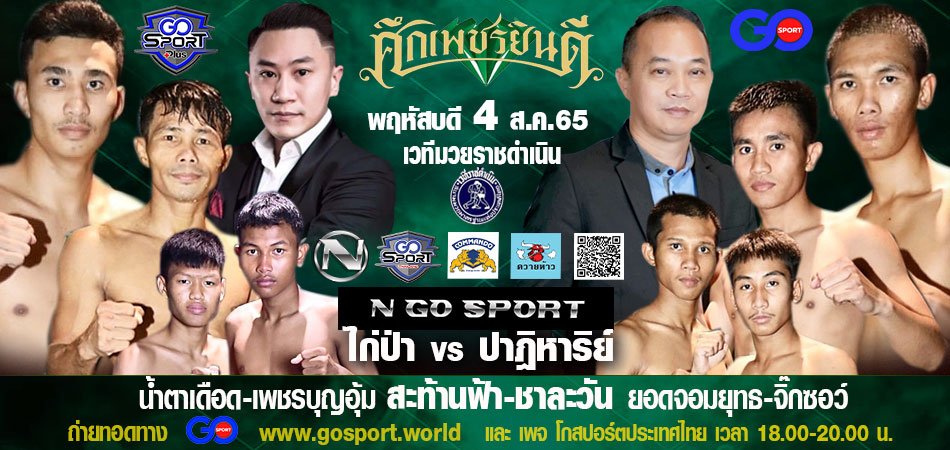 GO
SPORT
Plus
ศึกเพชรยินดี
GO SPORT
พฤหัสบดี 4 ส.ค.65
เวทีมวยราชดำเนิน
N GO SPORT COMMANDO ควายขาว
N GO SPORT
ไก่ป่า vs ปาฏิหาริย์
น้ำตาเดือด-เพชรบุญอุ้ม สะท้านฟ้า-ชาละวัน ยอดจอมยุทธ-จิ๊กซอว์
ถ่ายทอดทาง GO SPORT www.gosport.world และ เพจ โกสปอร์ตประเทศไทย เวลา 18.00-20.00 น.